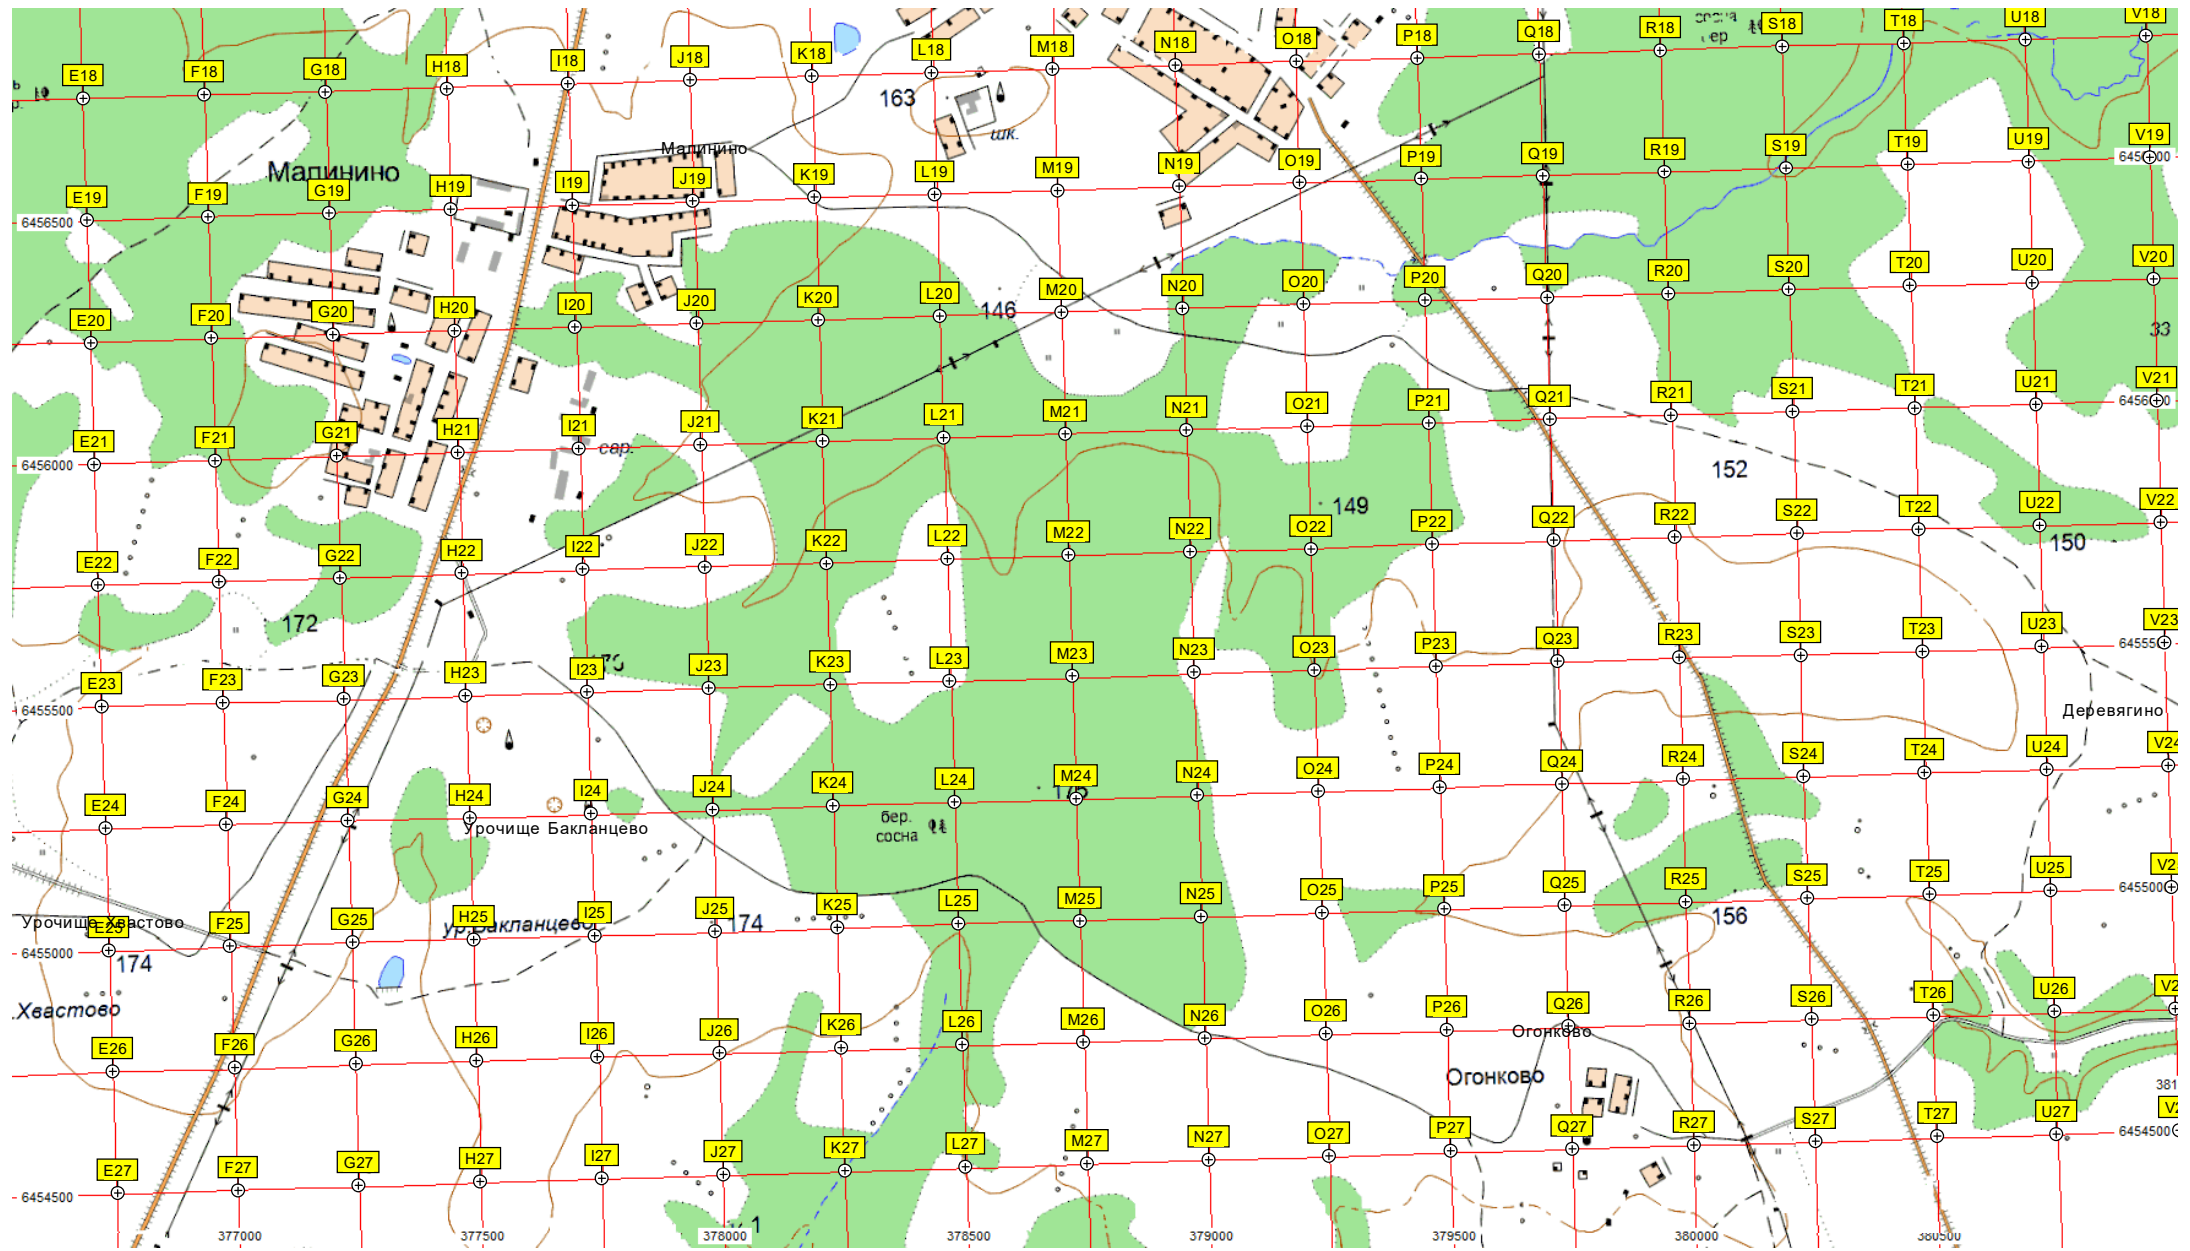 E18 F18 G18 H18 I18 J18 K18 L18 M18 N18 O18 P18 Q18 R18 S18 T18 U18 V18
163
шк.
Малинино
Малинино
E19 F19 G19 H19 I19 J19 K19 L19 M19 N19 O19 P19 Q19 R19 S19 T19 U19 V19
6456500
E20 F20 G20 H20 I20 J20 K20 L20 M20 N20 O20 P20 Q20 R20 S20 T20 U20 V20
146
33
E21 F21 G21 H21 I21 J21 K21 L21 M21 N21 O21 P21 Q21 R21 S21 T21 U21 V21
сар.
6456000
152
149
E22 F22 G22 H22 I22 J22 K22 L22 M22 N22 O22 P22 Q22 R22 S22 T22 U22 V22
150
172
E23 F23 G23 H23 I23 J23 K23 L23 M23 N23 O23 P23 Q23 R23 S23 T23 U23 V23
6455500
Деревягино
E24 F24 G24 H24 I24 J24 K24 L24 M24 N24 O24 P24 Q24 R24 S24 T24 U24 V24
175
Урочище Бакланцево
бер.
сосна
E25 F25 G25 H25 I25 J25 K25 L25 M25 N25 O25 P25 Q25 R25 S25 T25 U25
6455000
Урочище Хвастово
ур.Бакланцево
174
156
6455000
174
.Хвастово
E26 F26 G26 H26 I26 J26 K26 L26 M26 N26 O26 P26 Q26 R26 S26 T26 U26
Огонково
Огонково
381
E27 F27 G27 H27 I27 J27 K27 L27 M27 N27 O27 P27 Q27 R27 S27 T27 U27
6454500
6454500
377000 377500 378000 378500 379000 379500 380000 380500